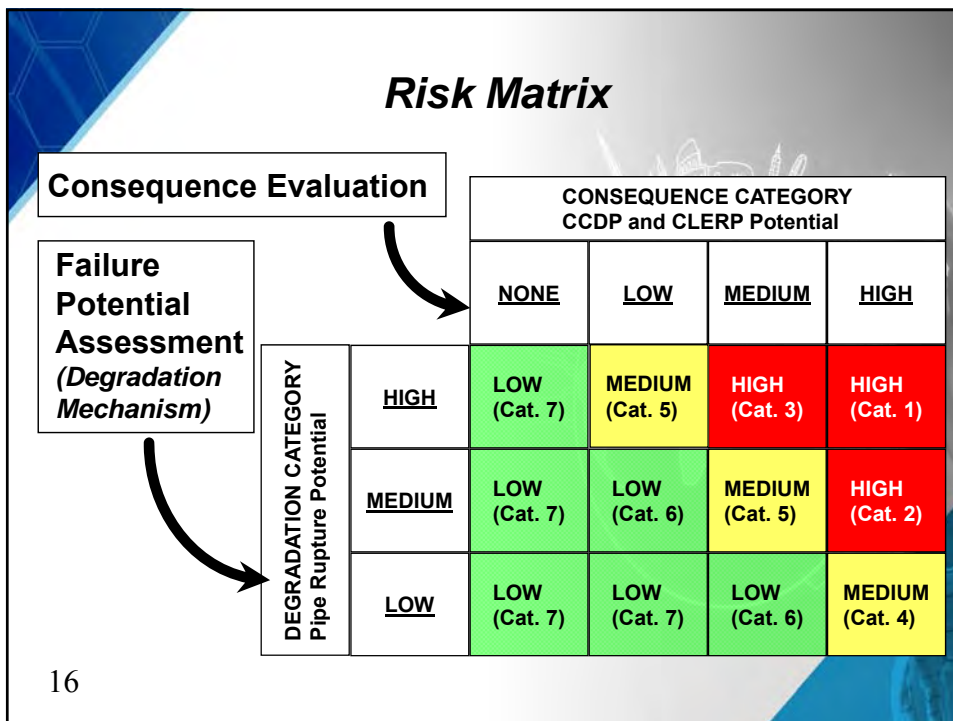 Risk Matrix
Consequence Evaluation
Failure
Potential
Assessment
(Degradation
Mechanism)
CONSEQUENCE CATEGORY
CCDP and CLERP Potential
NONE
LOW
MEDIUM
HIGH
DEGRADATION CATEGORY
Pipe Rupture Potential
HIGH
LOW
(Cat. 7)
MEDIUM
(Cat. 5)
HIGH
(Cat. 3)
HIGH
(Cat. 1)
MEDIUM
LOW
(Cat. 7)
LOW
(Cat. 6)
MEDIUM
(Cat. 5)
HIGH
(Cat. 2)
LOW
LOW
(Cat. 7)
LOW
(Cat. 7)
LOW
(Cat. 6)
MEDIUM
(Cat. 4)
16